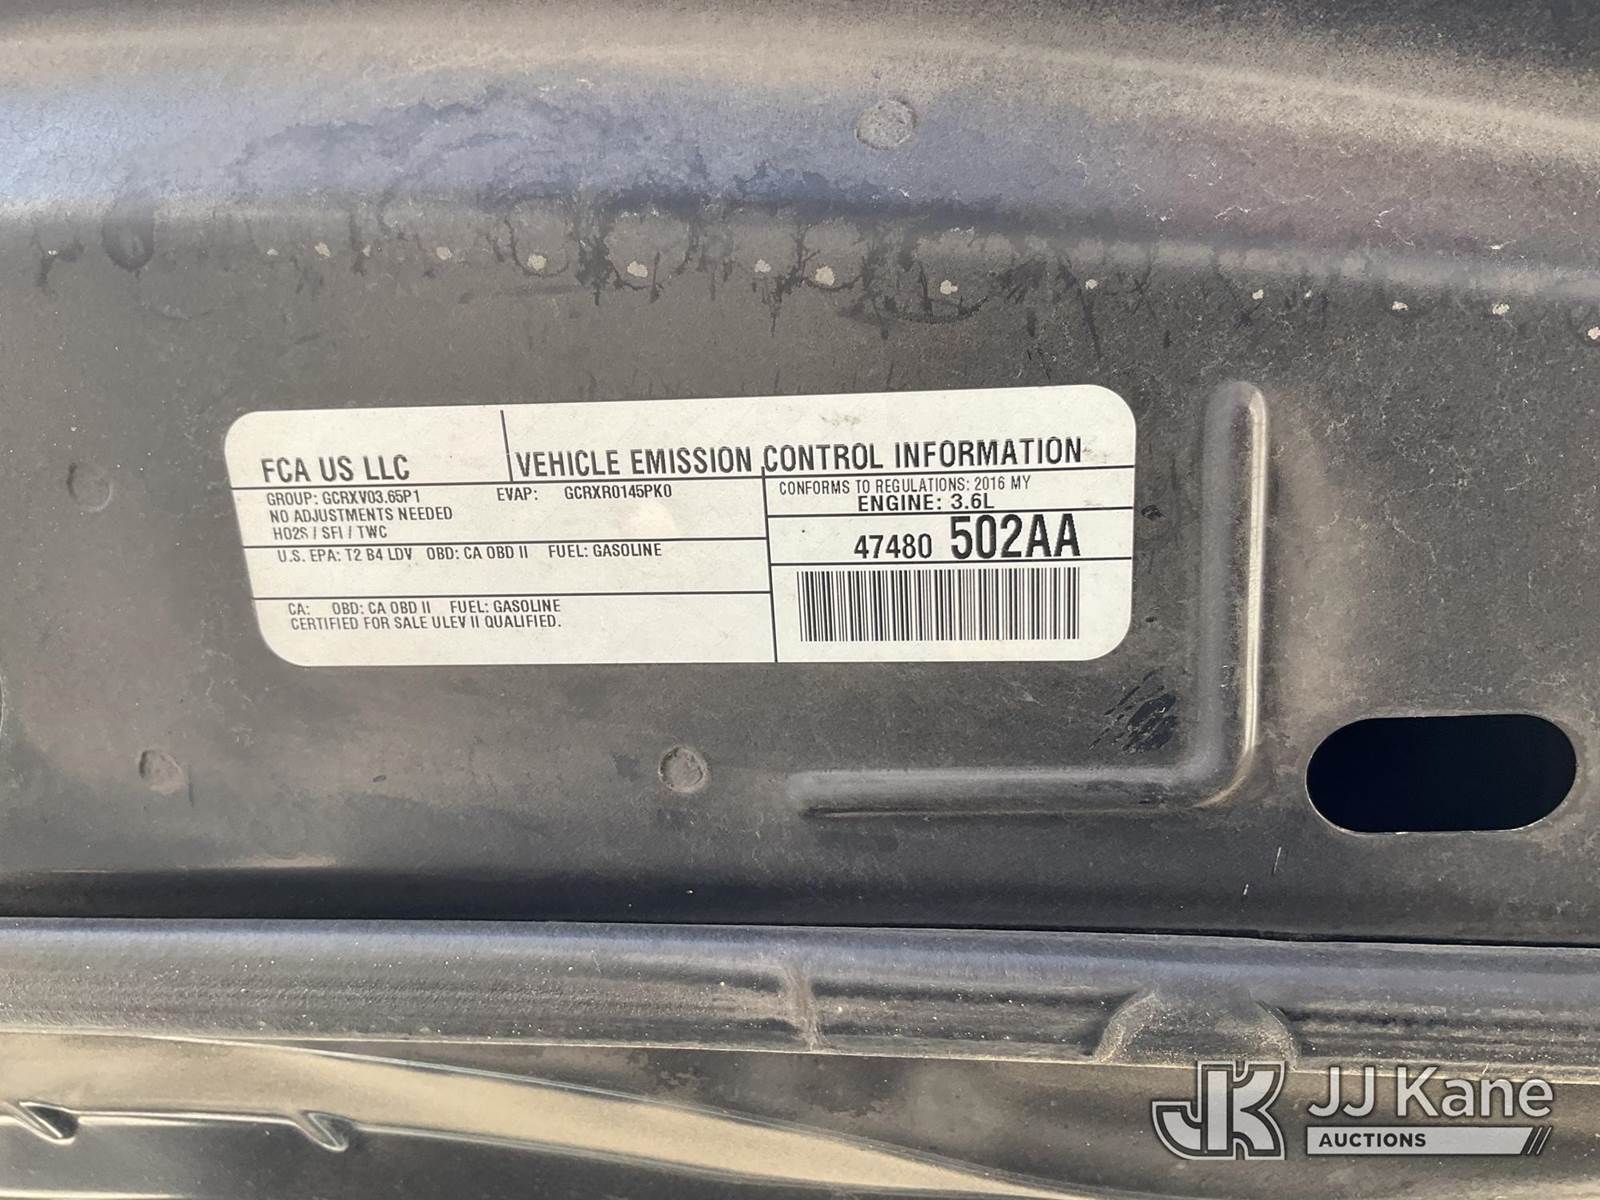 FCA US LLC
VEHICLE EMISSION CONTROL INFORMATION
GROUP: GCRXV03.65P1 EVAP: GCRXR0145PK0
NO ADJUSTMENTS NEEDED
HO2S / SFI / TWC
U.S. EPA: T2 B4 LDV OBD: CA OBD II FUEL: GASOLINE
CA: OBD: CA OBD II FUEL: GASOLINE
CERTIFIED FOR SALE ULEV II QUALIFIED.
CONFORMS TO REGULATIONS: 2016 MY
ENGINE: 3.6L
47480 502AA
JK JJ Kane
AUCTIONS